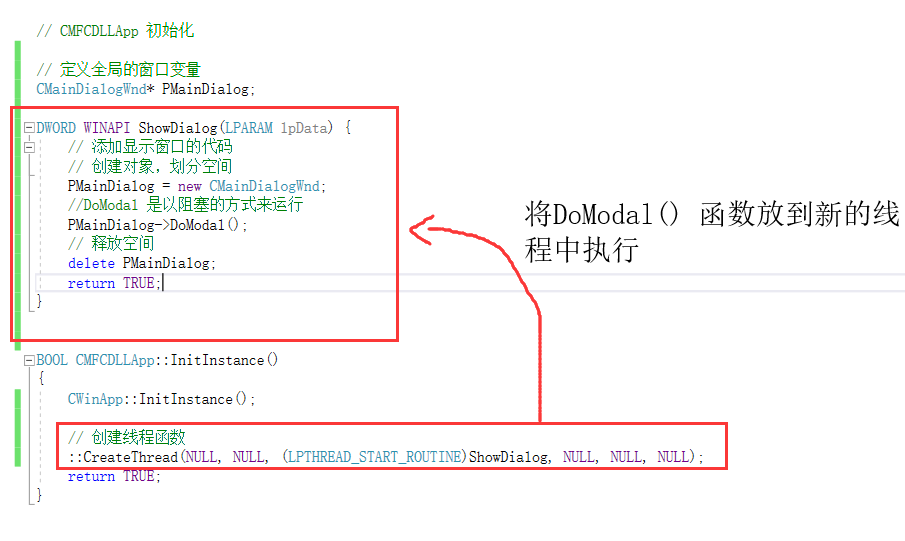 // CMFCDLLApp 初始化
// 定义全局的窗口变量
CMainDialogWnd* PMainDialog;
DWORD WINAPI ShowDialog(LPARAM lpData) {
// 添加显示窗口的代码
// 创建对象，划分空间
PMainDialog = new CMainDialogWnd;
//DoModal 是以阻塞的方式来运行
PMainDialog->DoModal();
// 释放空间
delete PMainDialog;
return TRUE;
}
将DoModal() 函数放到新的线
程中执行
BOOL CMFCDLLApp::InitInstance()
{
CWinApp::InitInstance();
// 创建线程函数
::CreateThread(NULL, NULL, (LPTHREAD_START_ROUTINE)ShowDialog, NULL, NULL, NULL);
return TRUE;
}